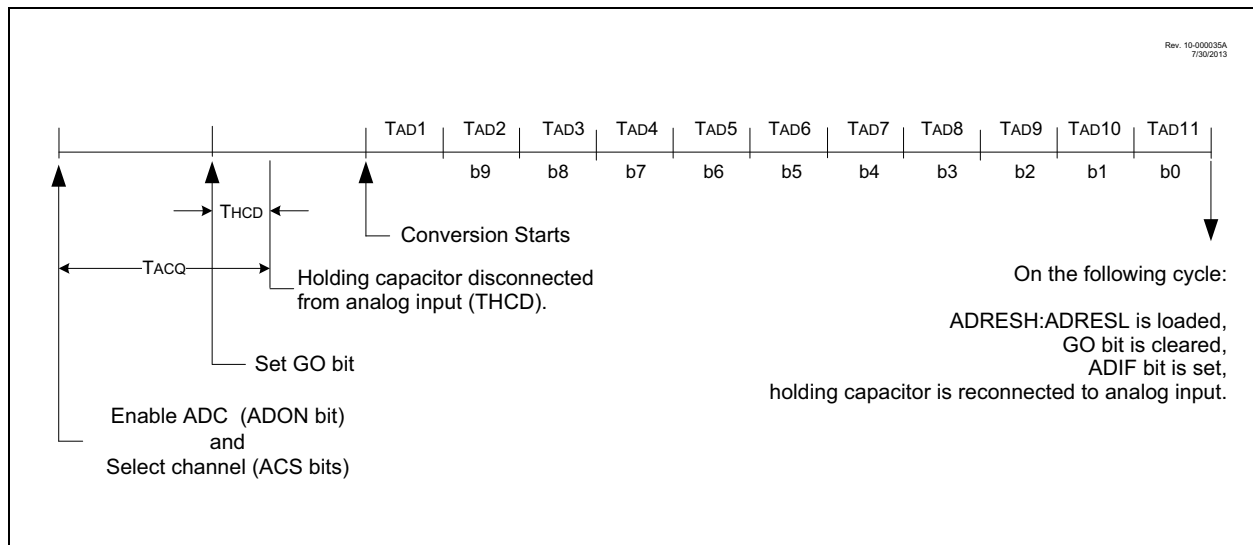 Rev. 10-000035A
7/30/2013
TAD1 TAD2 TAD3 TAD4 TAD5 TAD6 TAD7 TAD8 TAD9 TAD10 TAD11
b9 b8 b7 b6 b5 b4 b3 b2 b1 b0
THCD
Conversion Starts
TACQ
Holding capacitor disconnected
from analog input (THCD).
Set GO bit
Enable ADC (ADON bit)
and
Select channel (ACS bits)
On the following cycle:
ADRESH:ADRESL is loaded,
GO bit is cleared,
ADIF bit is set,
holding capacitor is reconnected to analog input.